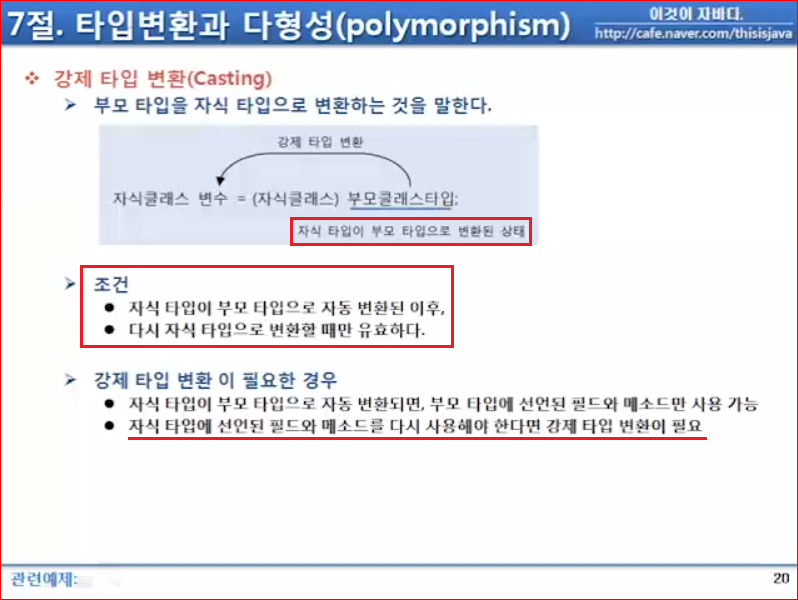 7절. 타입변환과 다형성(polymorphism)
이것이 자바다.
http://cafe.naver.com/thisisjava
강제 타입 변환(Casting)
부모 타입을 자식 타입으로 변환하는 것을 말한다.
강제 타입 변환
자식클래스 변수 = (자식클래스) 부모클래스타입;
자식 타입이 부모 타입으로 변환된 상태
조건
자식 타입이 부모 타입으로 자동 변환된 이후,
다시 자식 타입으로 변환할 때만 유효하다.
강제 타입 변환 이 필요한 경우
자식 타입이 부모 타입으로 자동 변환되면, 부모 타입에 선언된 필드와 메소드만 사용 가능
자식 타입에 선언된 필드와 메소드를 다시 사용해야 한다면 강제 타입 변환이 필요
관련예제:
20